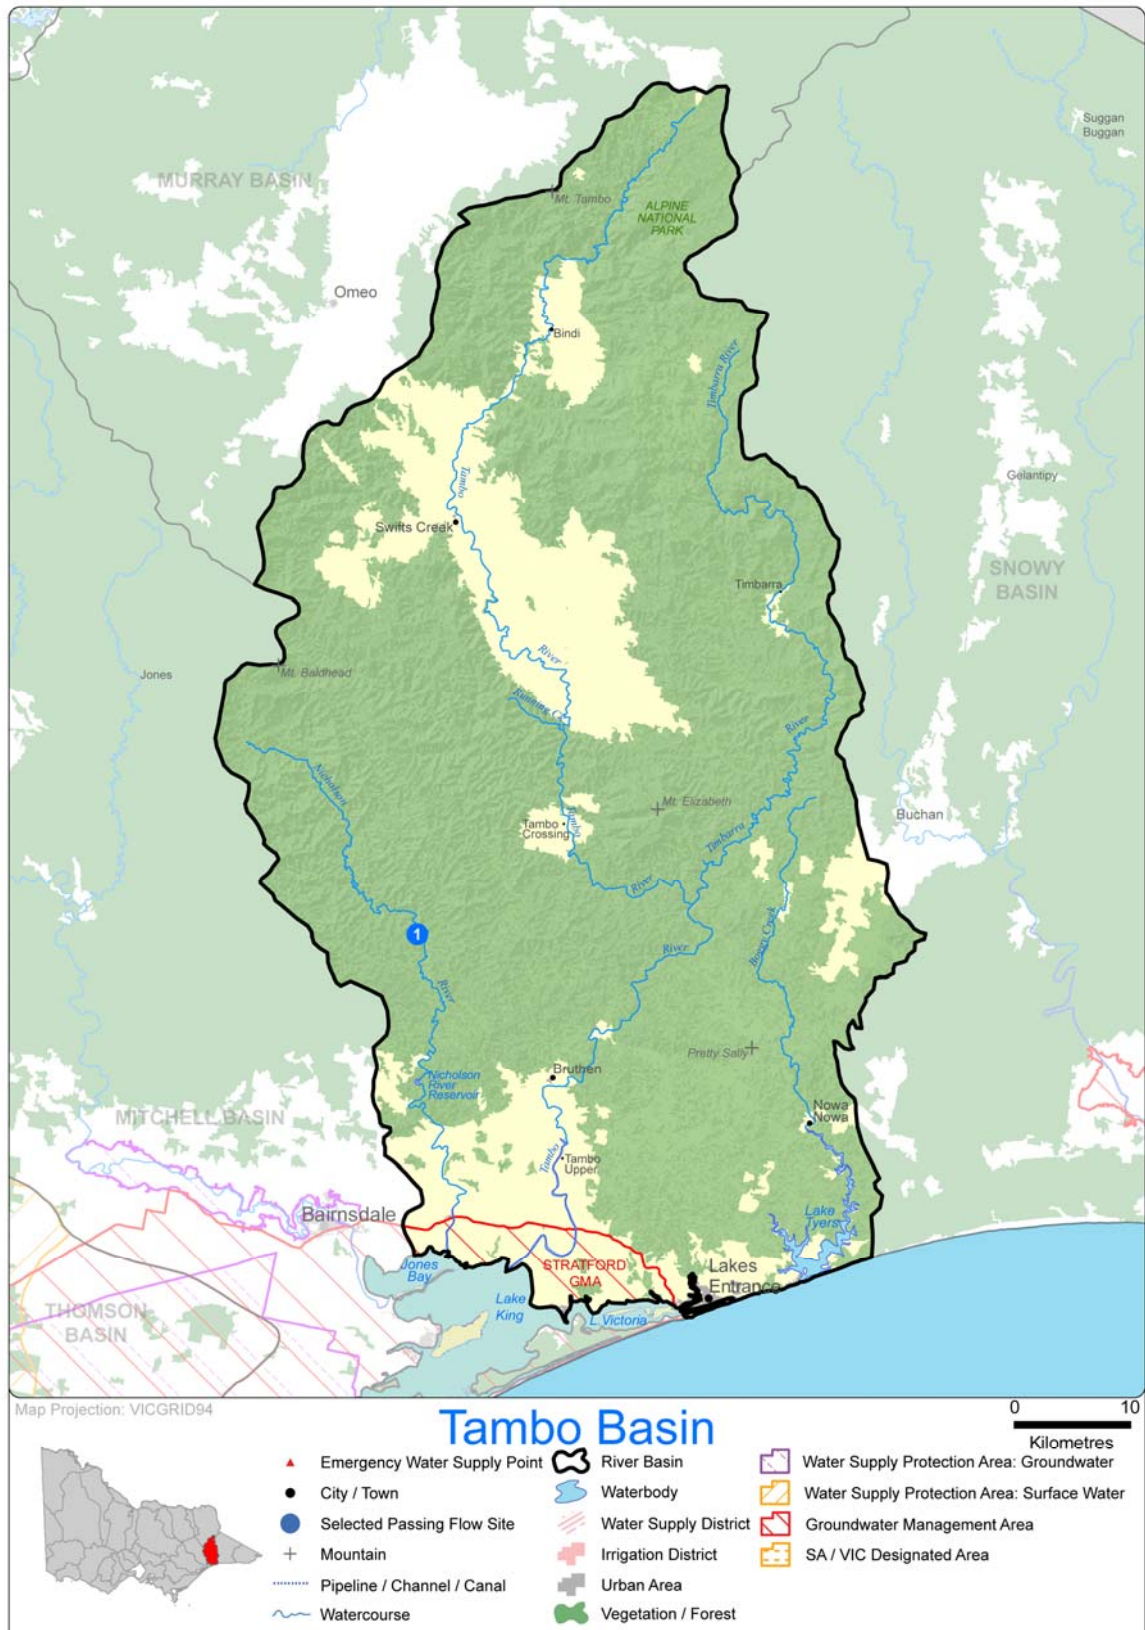 Suggan
Buggan
MURRAY BASIN
Mt. Tambo
ALPINE
NATIONAL
PARK
Omeo
Bindi
Timbarra River
Tambo
Gelantipy
Swifts Creek
SNOWY
BASIN
Timbarra
River
Mt. Baldhead
Jones
Running Ck
River
Nicholson
Mt. Elizabeth
Buchan
Tambo
Crossing
Tambo
Timbarra
River
Boggy Creek
1
River
River
Pretty Sally
Bruthen
Nicholson
River
Reservoir
Nowa
Nowa
MITCHELL BASIN
Tambo
Tambo
Upper
Bairnsdale
Lake
Tyers
Jones
Bay
STRATFORD
GMA
Lakes
Entrance
Lake
King
L.Victoria
THOMSON
BASIN
Map Projection: VICGRID94
Tambo Basin
0 10
Kilometres
Emergency Water Supply Point
River Basin
Water Supply Protection Area: Groundwater
City / Town
Waterbody
Water Supply Protection Area: Surface Water
Selected Passing Flow Site
Water Supply District
Groundwater Management Area
Mountain
Irrigation District
SA / VIC Designated Area
Pipeline / Channel / Canal
Urban Area
Watercourse
Vegetation / Forest